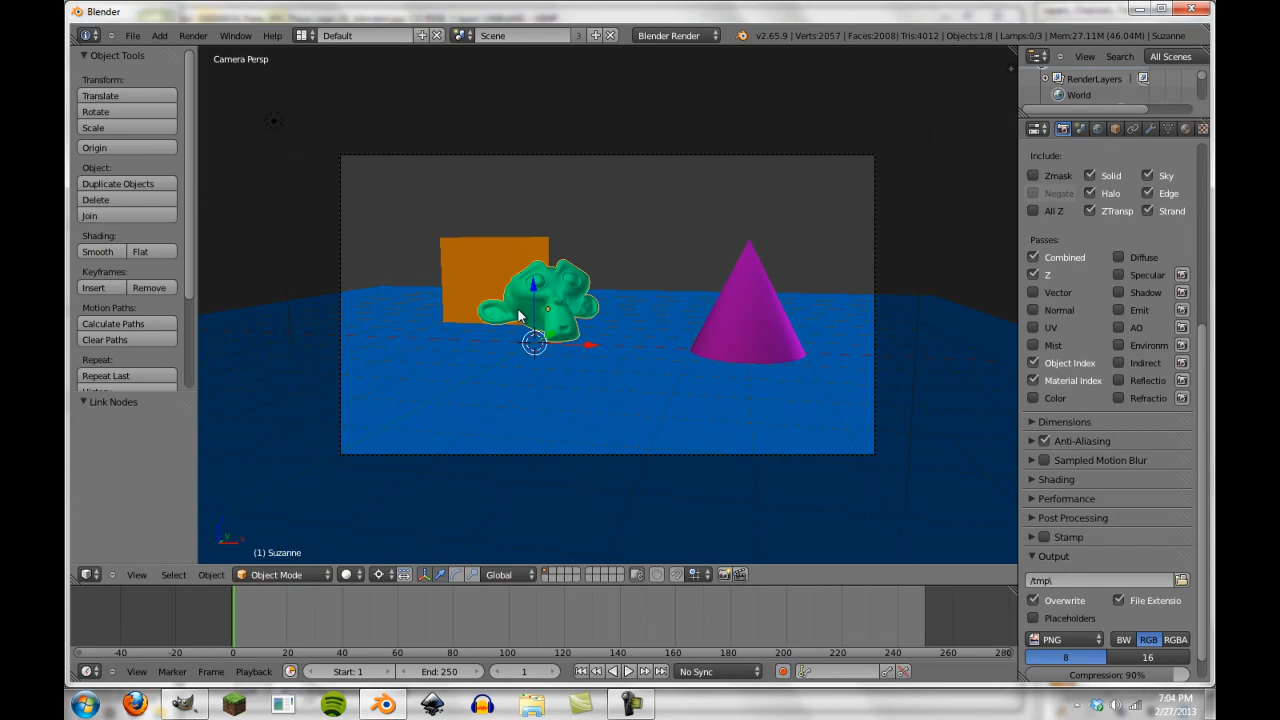 Blender
File Add Render Window Help Default Scene 3 Blender Render v2.65.9 | Verts:2057 | Faces:2008 | Tris:4012 | Objects:1/8 | Lamps:0/3 | Mem:27.11M (46.04M) | Suzanne
Object Tools
Transform:
Translate
Rotate
Scale
Origin
Object:
Duplicate Objects
Delete
Join
Shading:
Smooth Flat
Keyframes:
Insert Remove
Motion Paths:
Calculate Paths
Clear Paths
Repeat:
Repeat Last
Link Nodes
Camera Persp
(1) Suzanne
z
y x
View Search All Scenes
RenderLayers
World
Include:
Zmask Solid Sky
Negate Halo Edge
All Z ZTransp Strand
Passes:
Combined Diffuse
Z Specular
Vector Shadow
Normal Emit
UV AO
Mist Environm
Object Index Indirect
Material Index Reflectio
Color Refractio
Dimensions
Anti-Aliasing
Sampled Motion Blur
Shading
Performance
Post Processing
Stamp
Output
/tmp\
Overwrite File Extensio
Placeholders
PNG BW RGB RGBA
8 16
Compression: 90%
View Select Object Object Mode Global
-40 -20 0 20 40 60 80 100 120 140 160 180 200 220 240 260 280
View Marker Frame Playback Start: 1 End: 250 1 No Sync
7:04 PM
2/27/2013